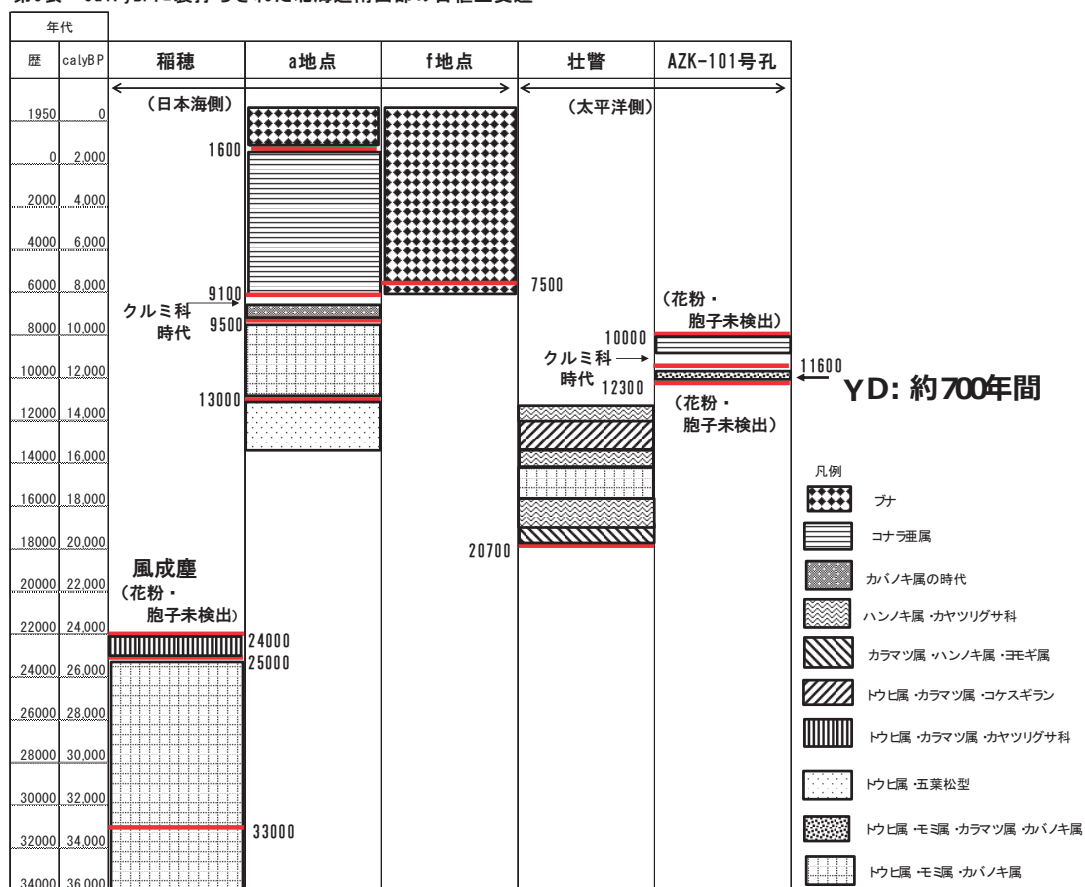 年代
歴 calyBP 稲穂 a地点 f地点 壮瞥 AZK-101号孔
(日本海側) (太平洋側)
1950 0
1600
0 2,000
2000 4,000
4000 6,000
6000 8,000
7500
9100
クルミ科
時代
9500
(花粉・
胞子未検出)
8000 10,000
10000
クルミ科
時代
11600
10000 12,000
12300
YD: 約700年間
13000
(花粉・
胞子未検出)
12000 14,000
14000 16,000
16000 18,000
18000 20,000
20700
風成塵
(花粉・
胞子未検出)
20000 22,000
22000 24,000
24000
25000
24000 26,000
26000 28,000
28000 30,000
30000 32,000
33000
32000 34,000
34000 36,000
凡例
ブナ
コナラ亜属
カバノキ属の時代
ハンノキ属・カヤツリグサ科
カラマツ属・ハンノキ属・ヨモギ属
トウヒ属・カラマツ属・コケスギラン
トウヒ属・カラマツ属・カヤツリグサ科
トウヒ属・五葉松型
トウヒ属・モミ属・カラマツ属・カバノキ属
トウヒ属・モミ属・カバノキ属